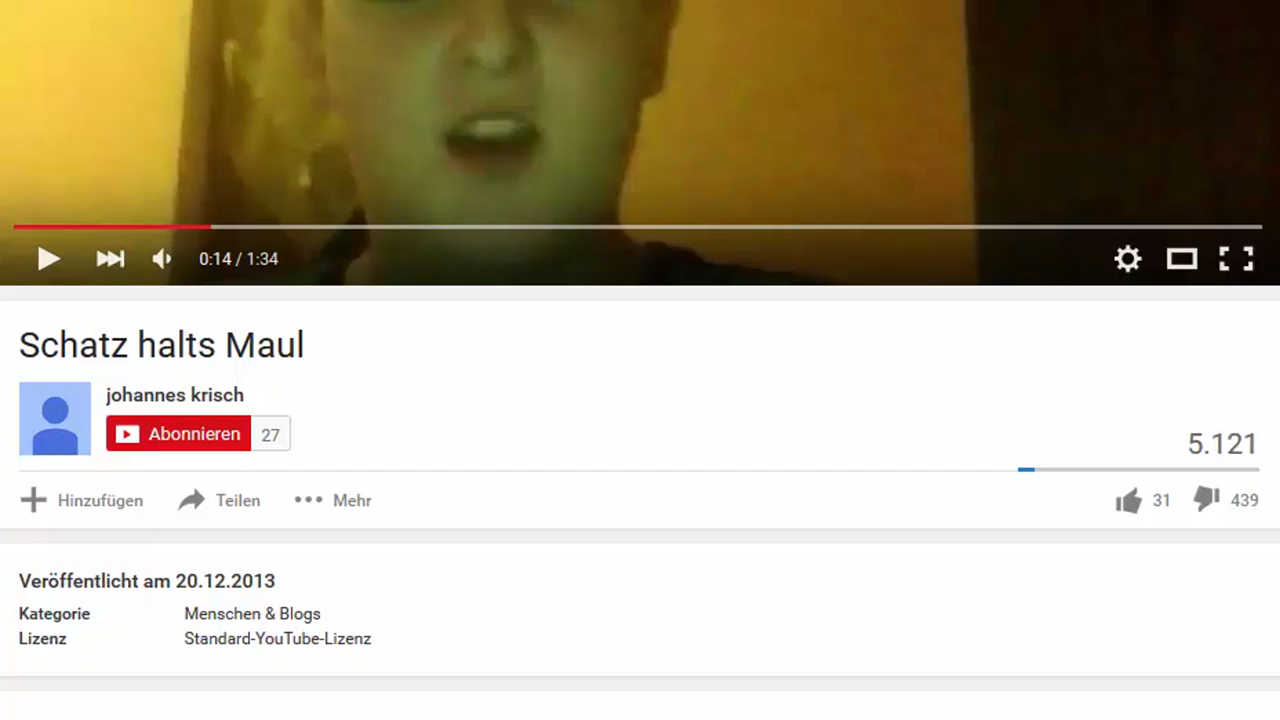 0:14 / 1:34
Schatz halts Maul
johannes krisch
Abonnieren 27
5.121
Hinzufügen Teilen Mehr 31 439
Veröffentlicht am 20.12.2013
Kategorie Menschen & Blogs
Lizenz Standard-YouTube-Lizenz